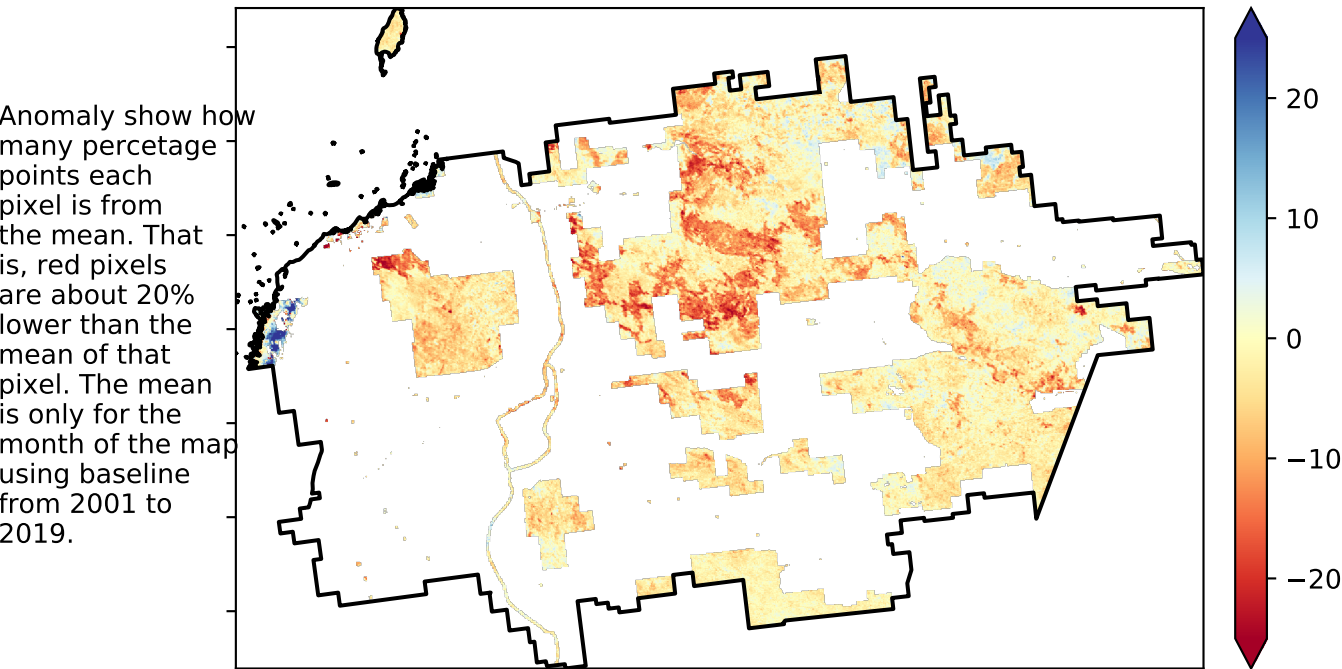 Anomaly show how
many percetage
points each
pixel is from
the mean. That
is, red pixels
are about 20%
lower than the
mean of that
pixel. The mean
is only for the
month of the map
using baseline
from 2001 to
2019.
20
10
0
−10
−20